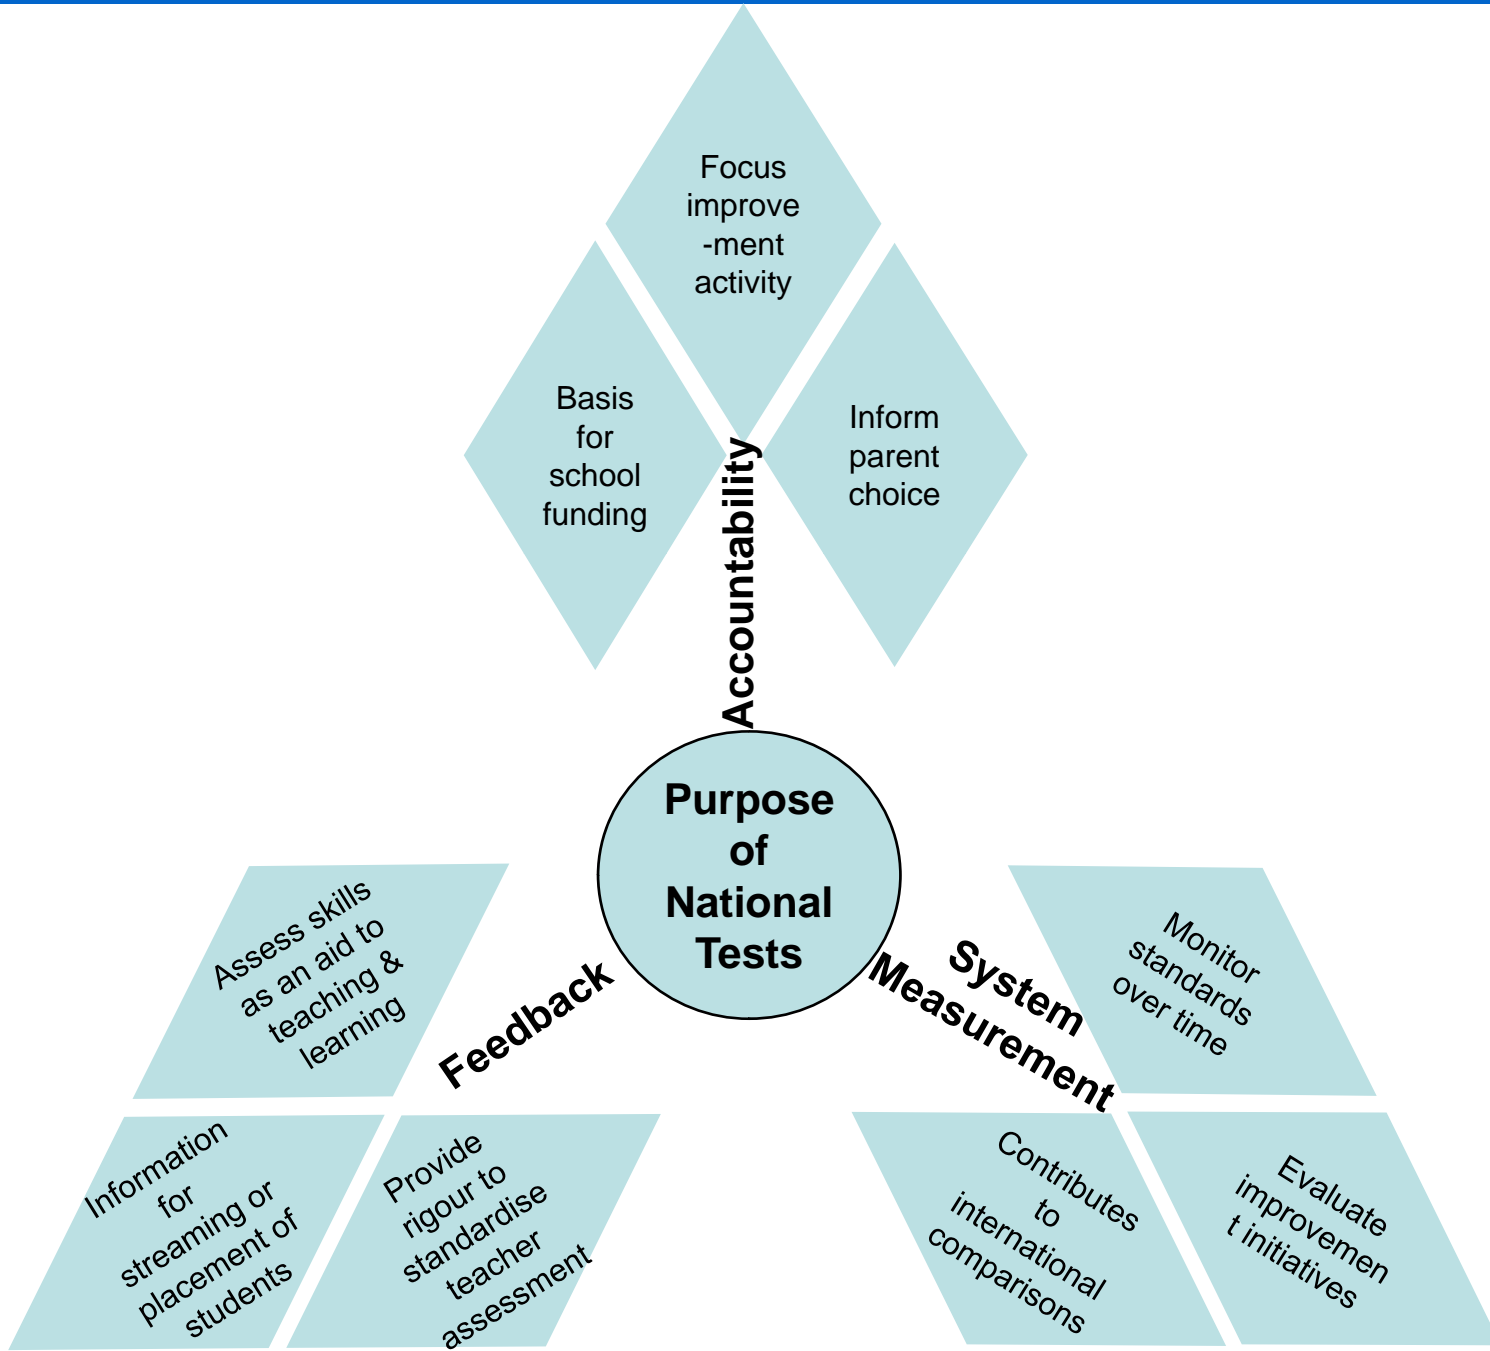 Focus
improve
-ment
activity
Basis
for
school
funding
Inform
parent
choice
Accountability
Purpose
of
National
Tests
Feedback
System
Measurement
Assess skills
as an aid to
teaching &
learning
Monitor
standards
over time
Information
for
streaming or
placement of
students
Provide
rigour to
standardise
teacher
assessment
Contributes
to
international
comparisons
Evaluate
improvemen
t initiatives